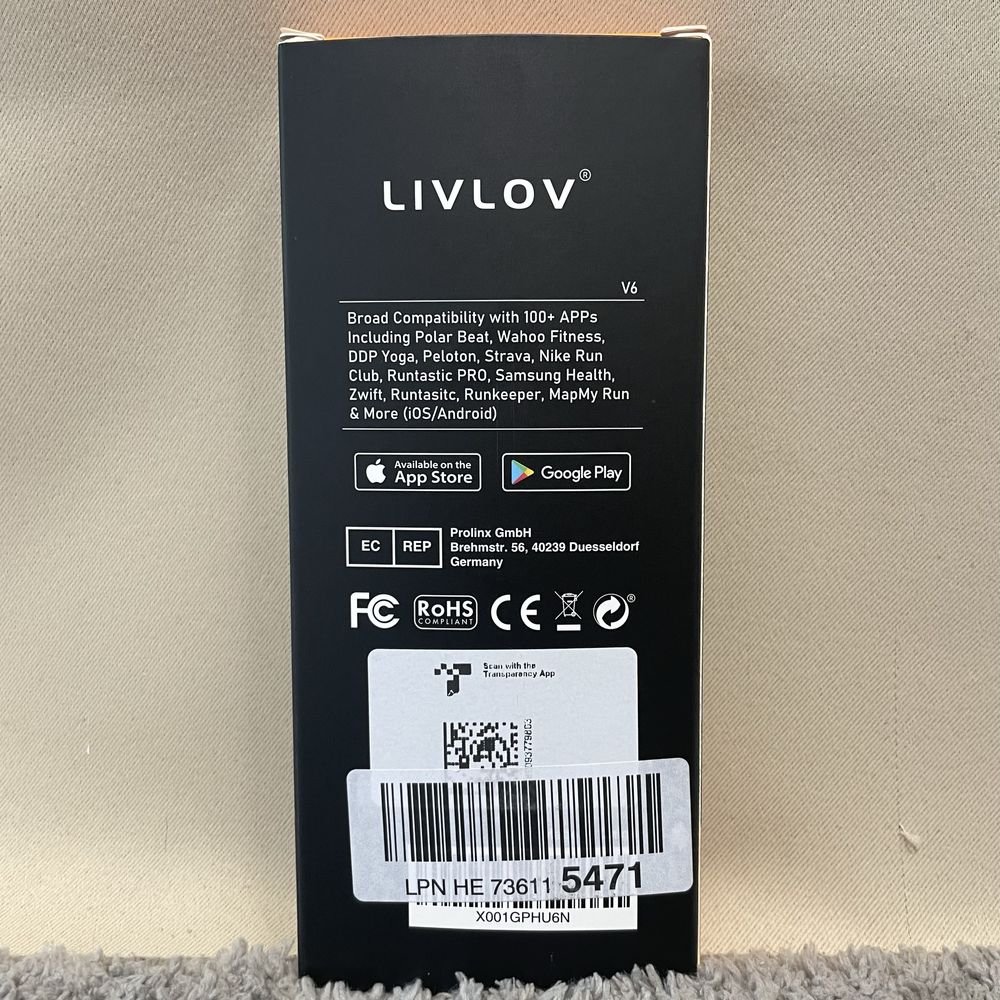 LIVLOV®
V6
Broad Compatibility with 100+ APPs
Including Polar Beat, Wahoo Fitness,
DDP Yoga, Peloton, Strava, Nike Run
Club, Runtastic PRO, Samsung Health,
Zwift, Runtasitc, Runkeeper, MapMy Run
& More (iOS/Android)
Available on the
App Store
Google Play
EC REP
Prolinx GmbH
Brehmstr. 56, 40239 Duesseldorf
Germany
FC RoHS CE ®
COMPLIANT
Scan with the
Transparency App
LPN HE 73611 5471
X001GPHU6N